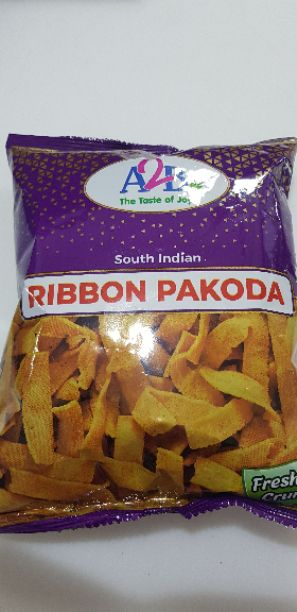 A2B
The Taste of Joy
South Indian
RIBBON PAKODA
Fresh